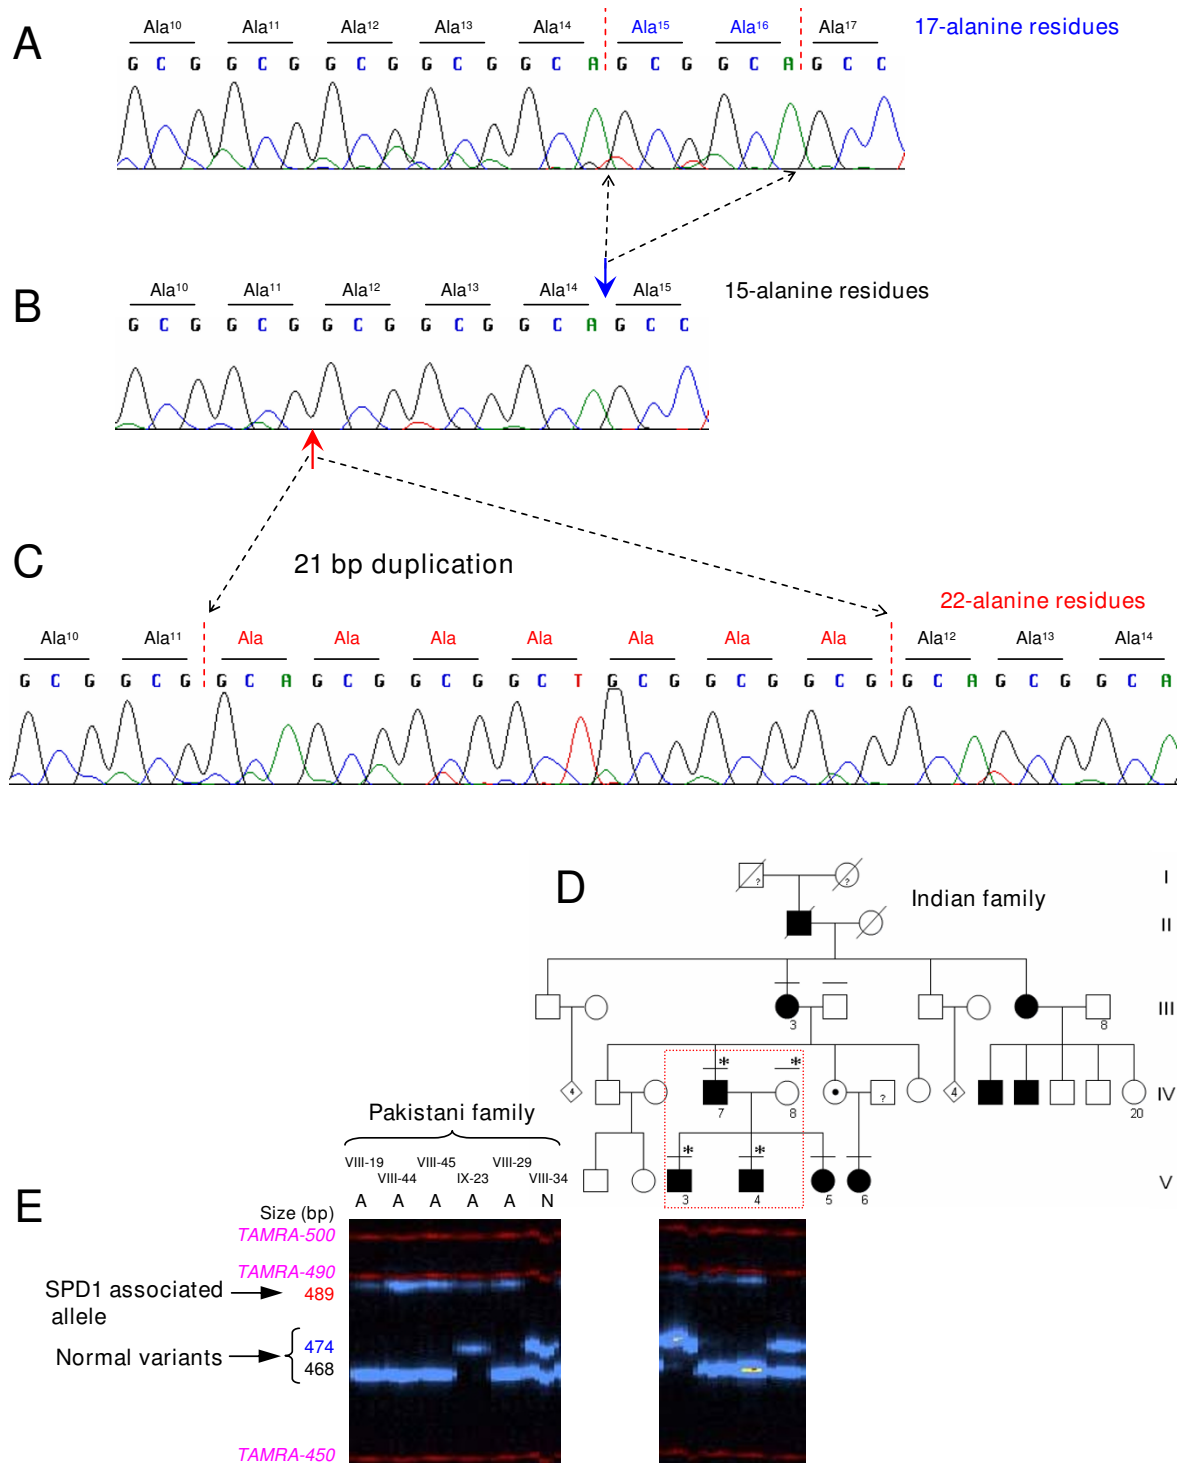 A
Ala10 Ala11 Ala12 Ala13 Ala14 Ala15 Ala16 Ala17 17-alanine residues
G C G G C G G C G G C G G C A G C G G C A G C C
B
Ala10 Ala11 Ala12 Ala13 Ala14 Ala15 15-alanine residues
G C G G C G G C G G C G G C A G C C
C
21 bp duplication
22-alanine residues
Ala10 Ala11 Ala Ala Ala Ala Ala Ala Ala Ala12 Ala13 Ala14
G C G G C G G C A G C G G C G G C T G C G G C G G C G G C A G C G G C A
D
Indian family
? ? I
II
3 8 III
4 7 * 8 * ? 4 20 IV
3 * 4 * 5 6 V
E
Pakistani family
VIII-19 VIII-44 VIII-45 IX-23 VIII-29 VIII-34
A A A A A N
Size (bp)
TAMRA-500
TAMRA-490
SPD1 associated
allele
489
Normal variants
474
468
TAMRA-450